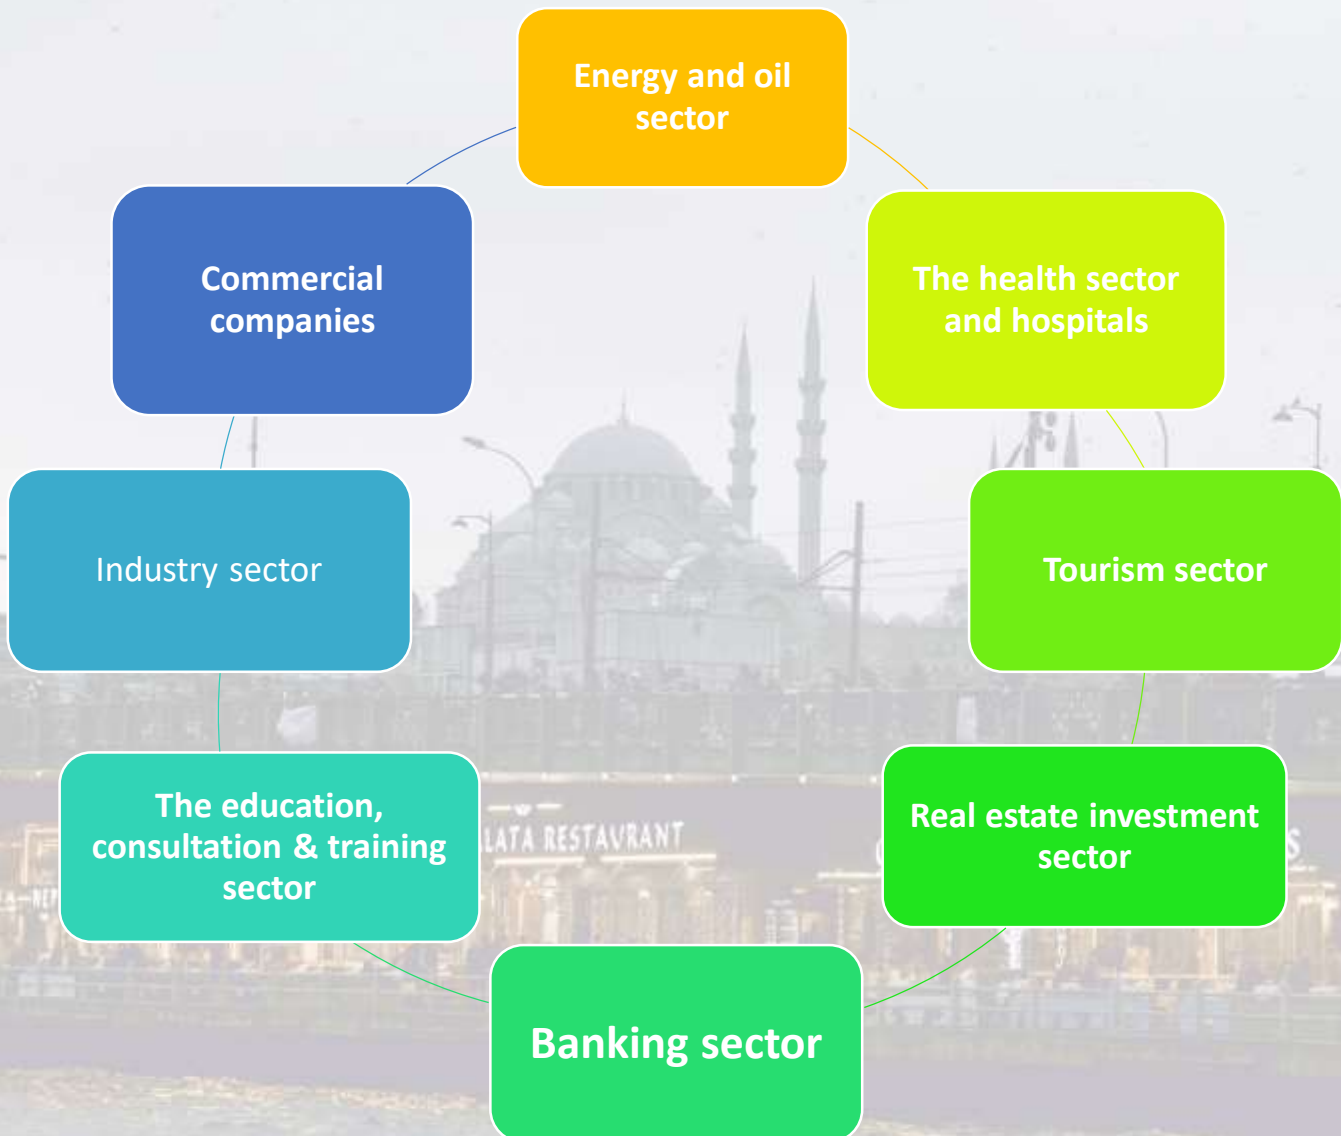 Energy and oil
sector
The health sector
and hospitals
Tourism sector
Real estate investment
sector
Banking sector
The education,
consultation & training
sector
Industry sector
Commercial
companies
LATA RESTAVRANT